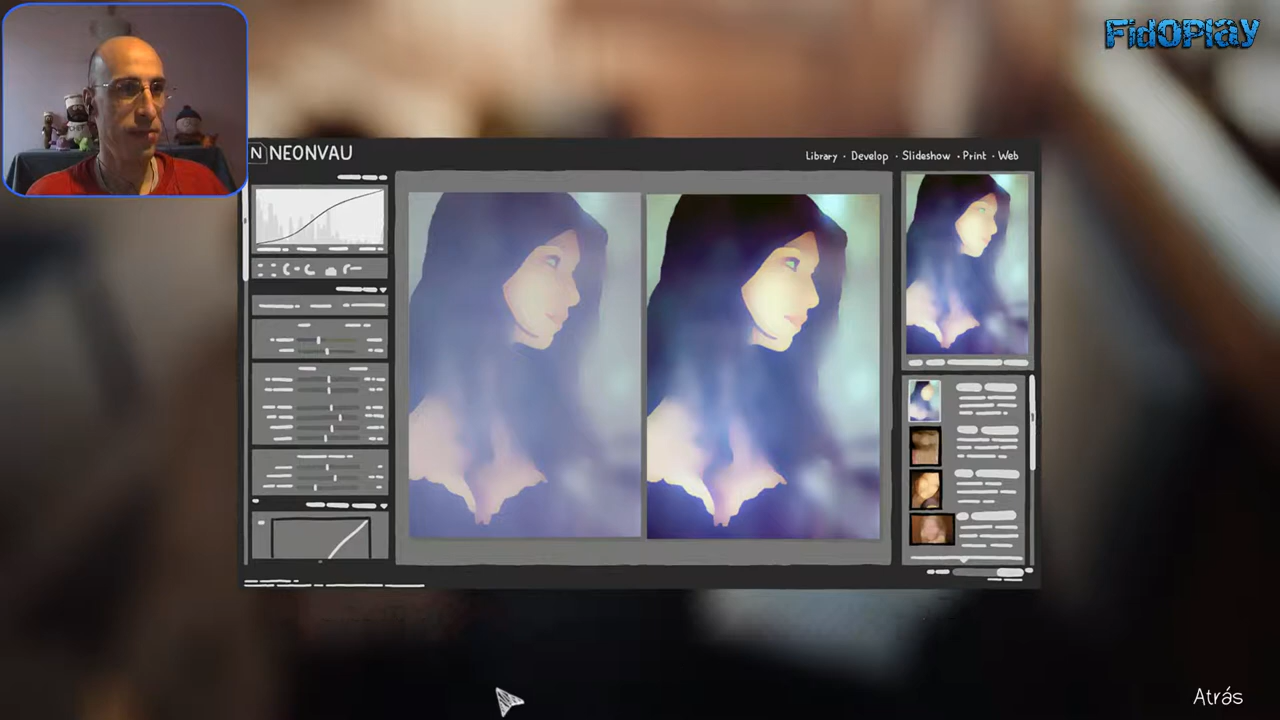 FidOPlay
N NEONVAU
Library · Develop · Slideshow · Print · Web
Atrás